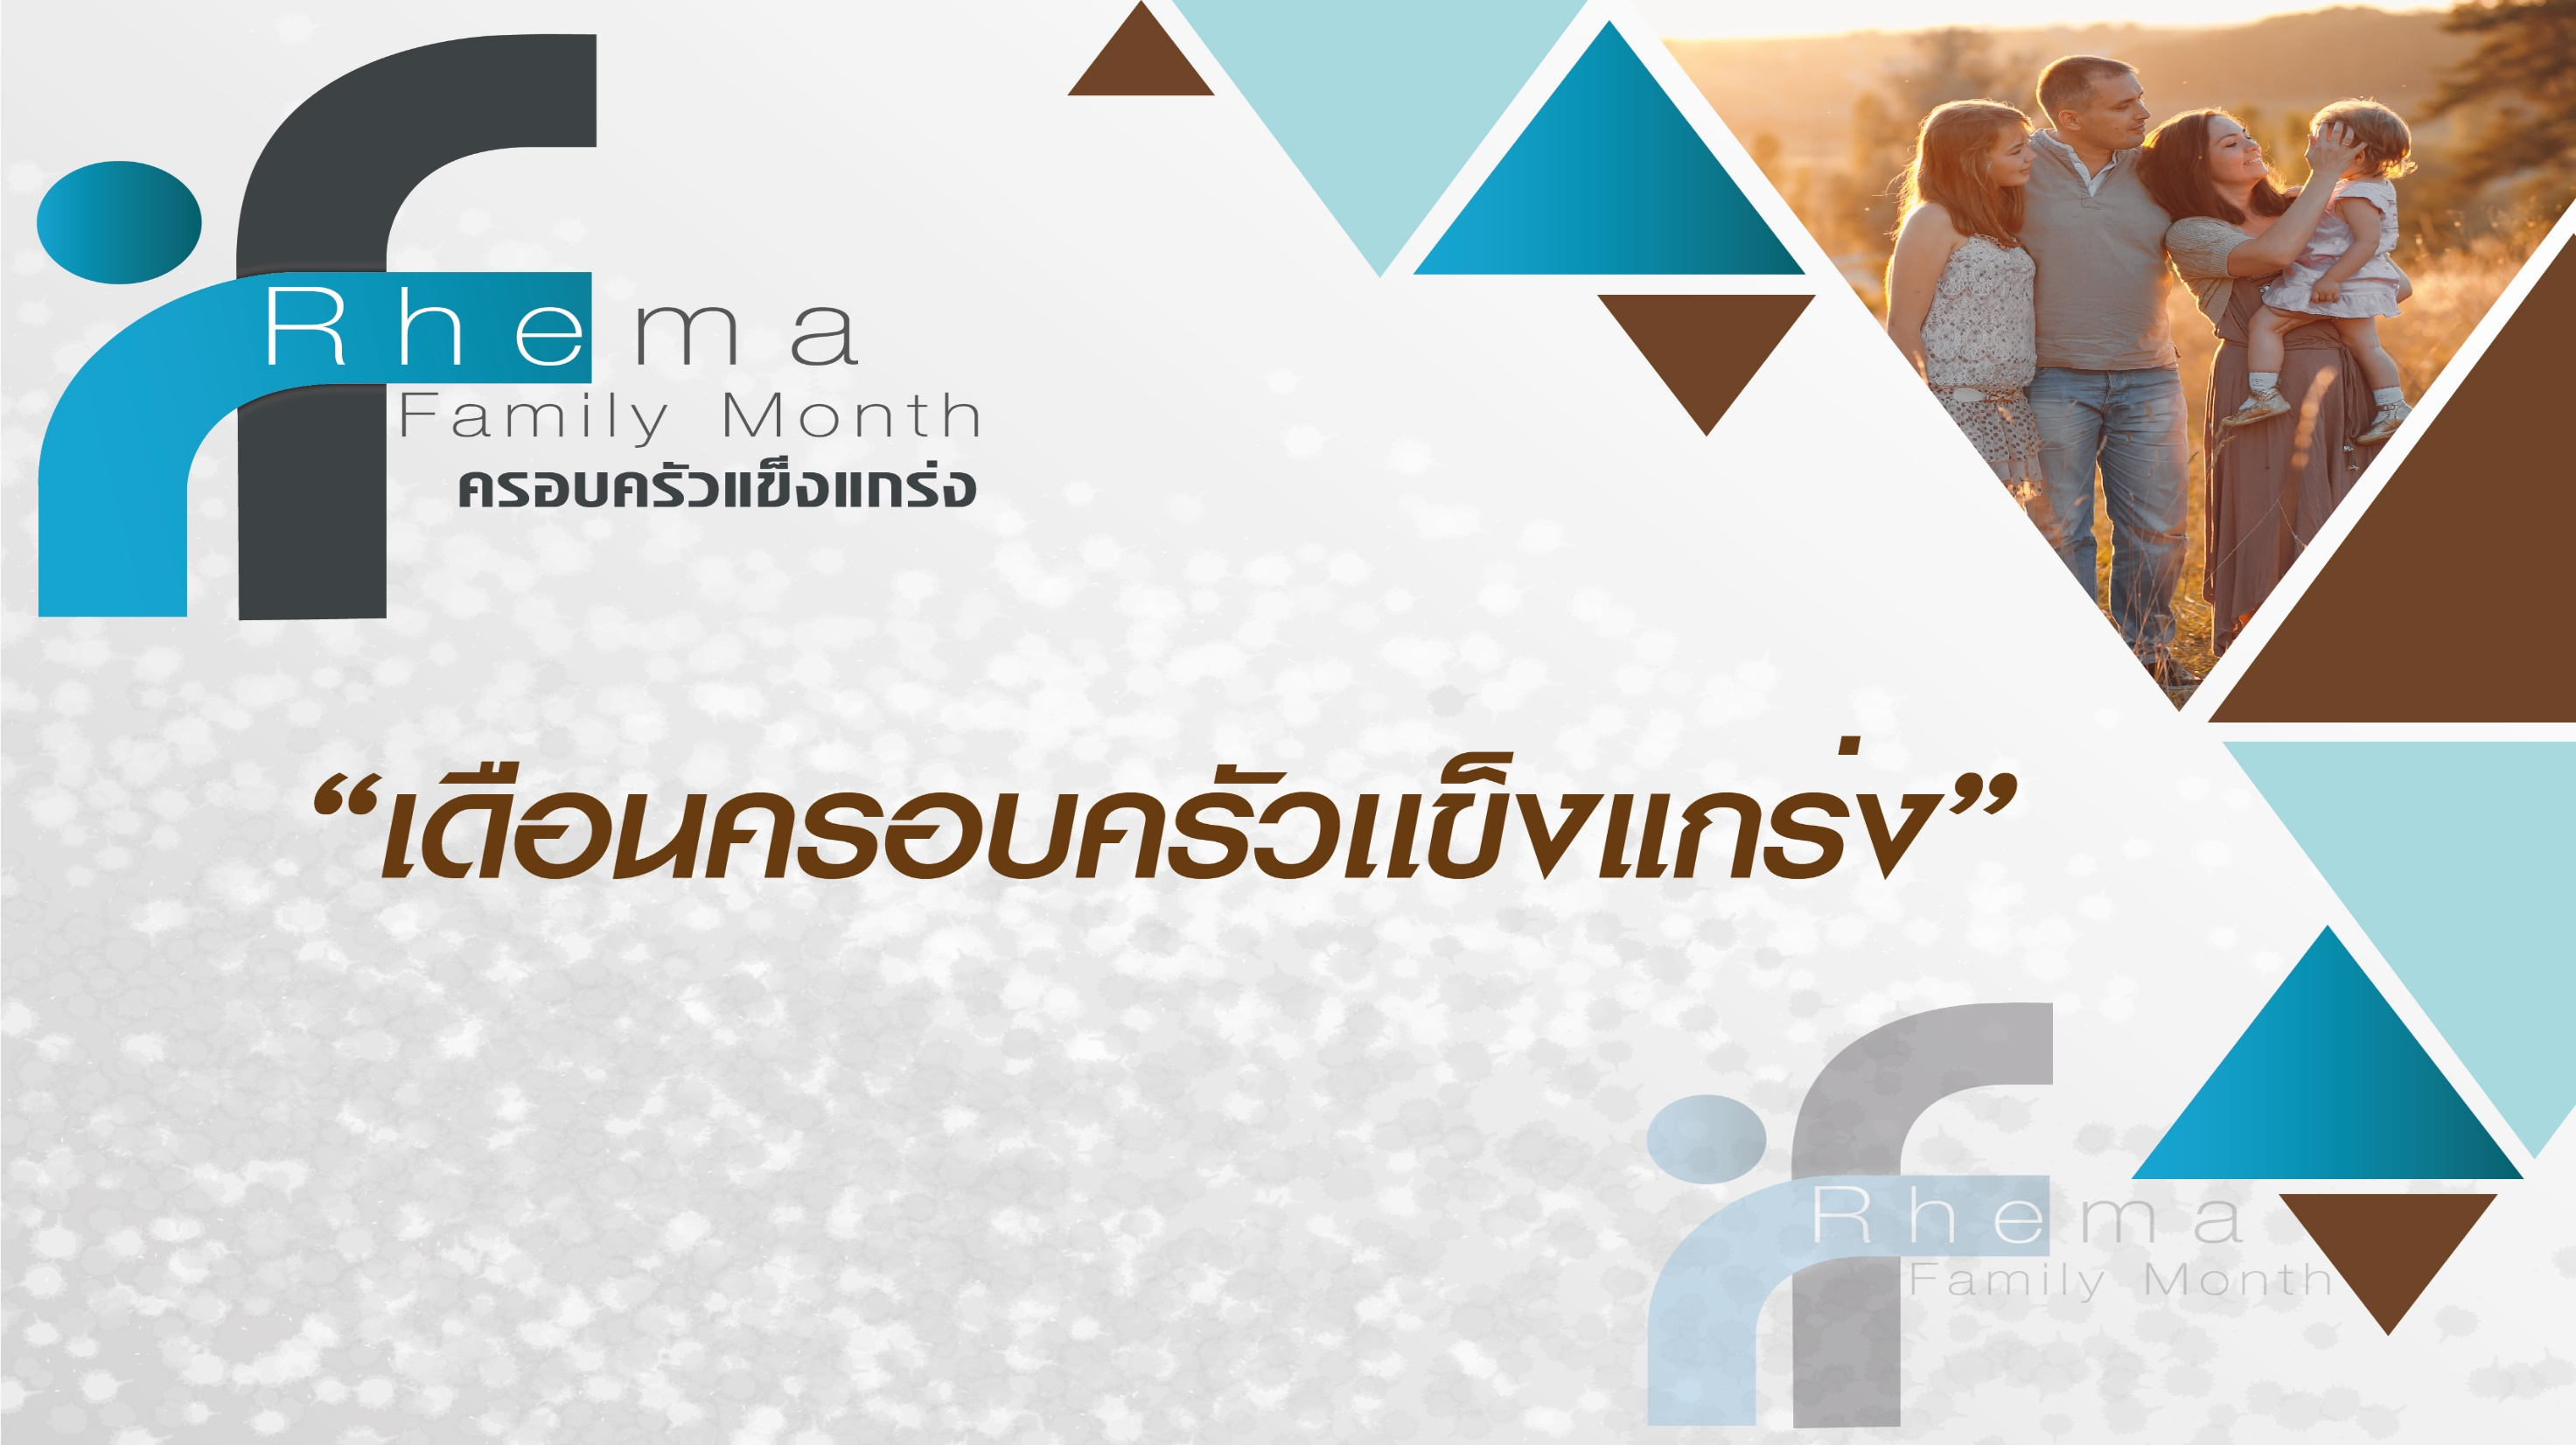 Rhema
Family Month
ครอบครัวแข็งแกร่ง
“เดือนครอบครัวแข็งแกร่ง”
Rhema
Family Month